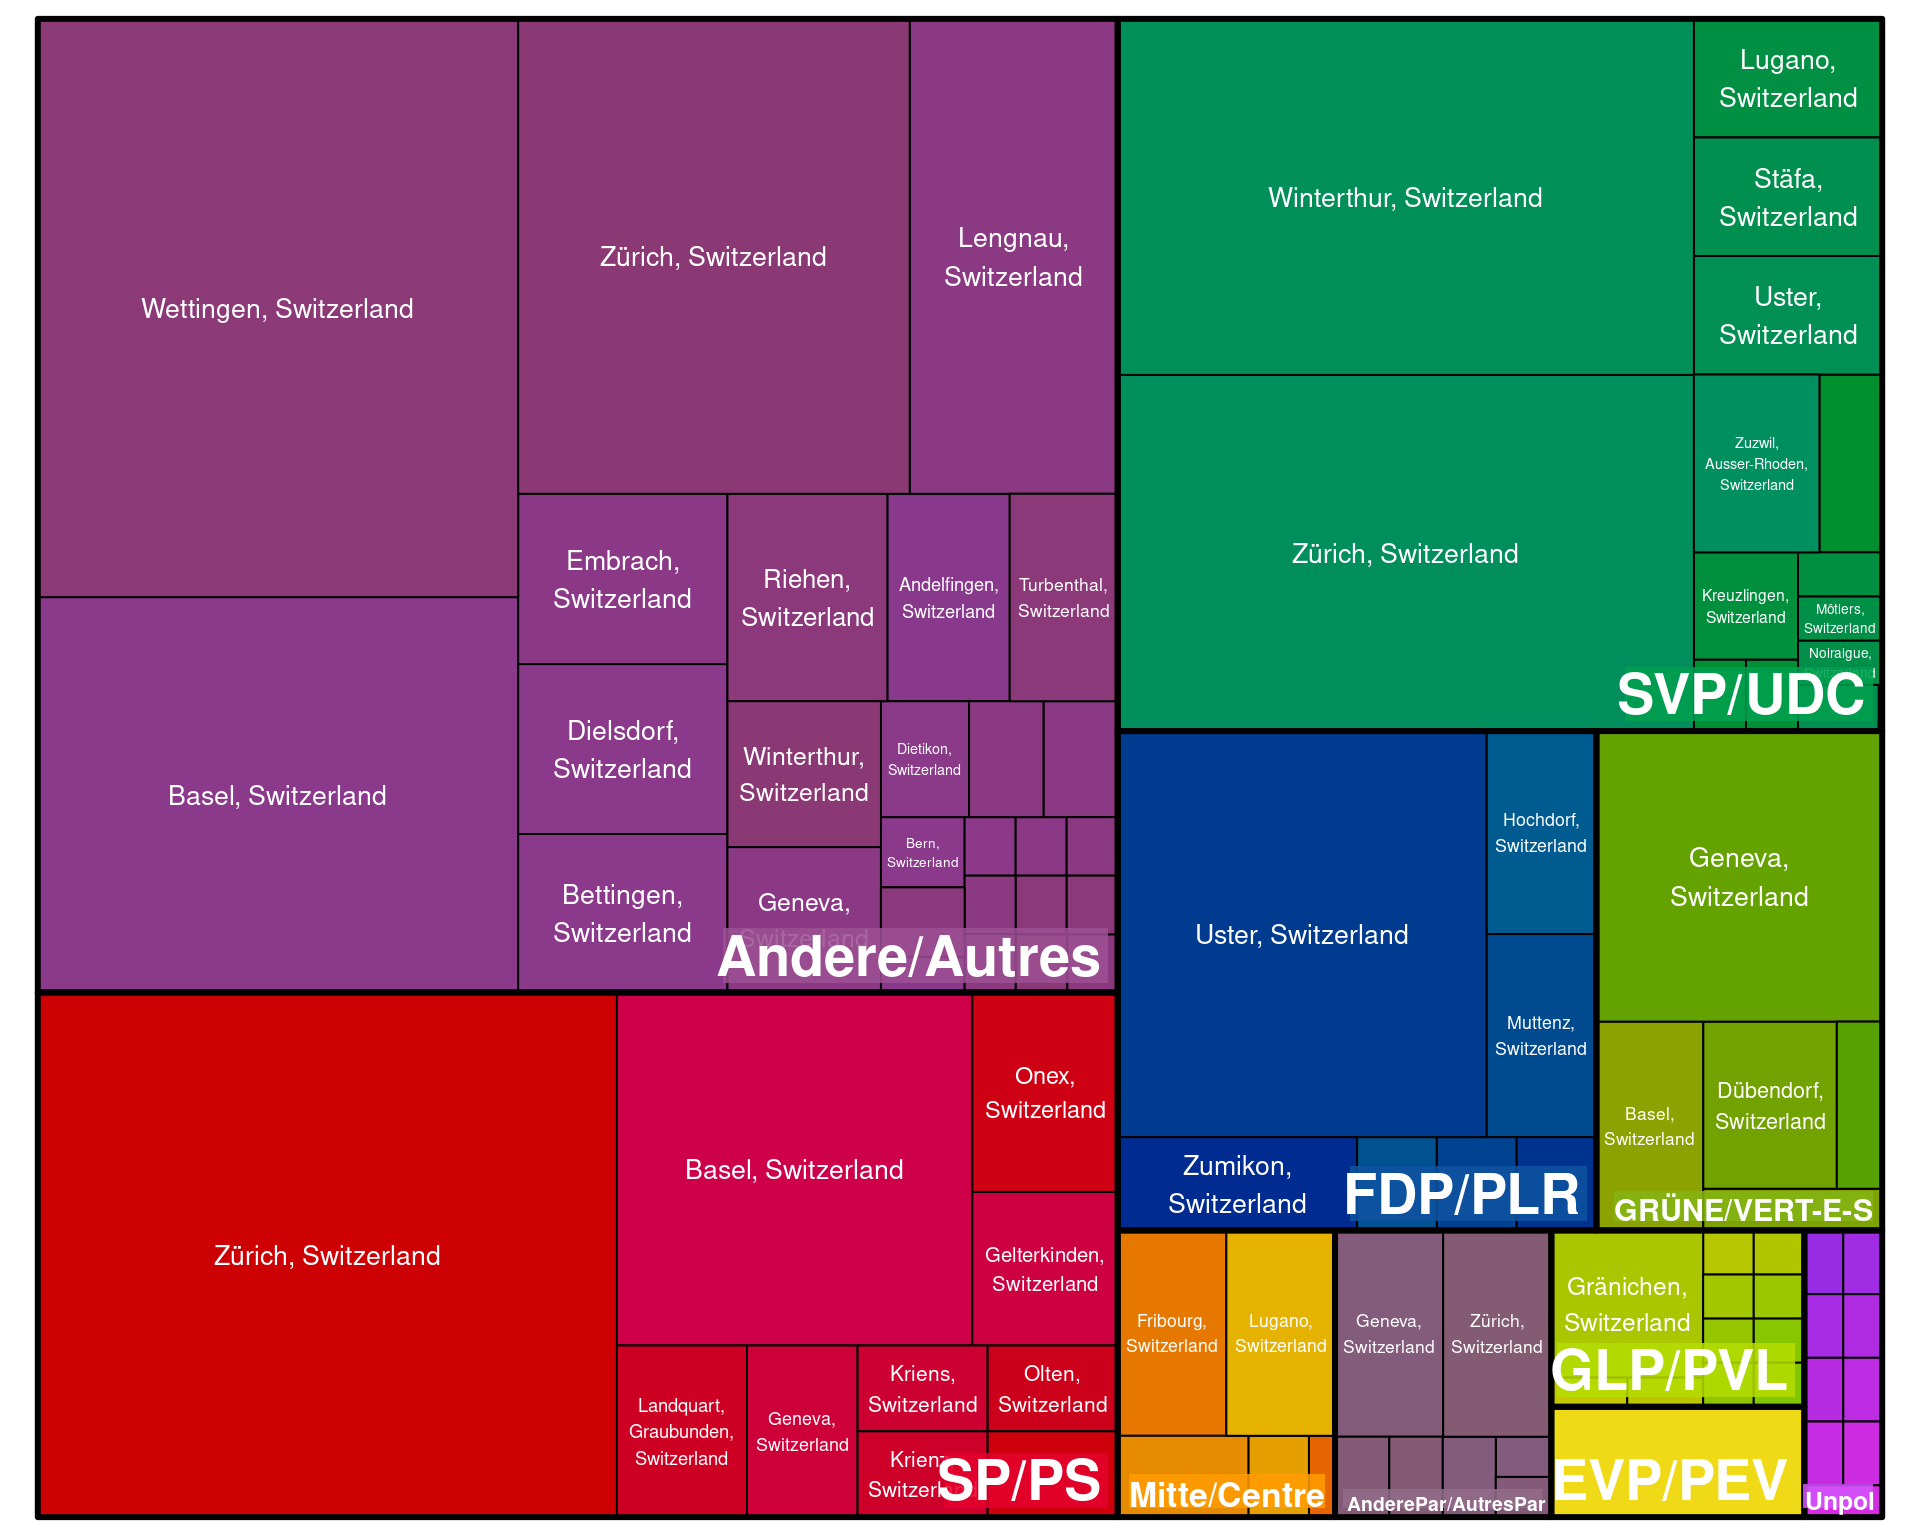 Wettingen, Switzerland
Zürich, Switzerland
Lengnau,
Switzerland
Basel, Switzerland
Embrach,
Switzerland
Riehen,
Switzerland
Andelfingen,
Switzerland
Turbenthal,
Switzerland
Dielsdorf,
Switzerland
Winterthur,
Switzerland
Dietikon,
Switzerland
Bern,
Switzerland
Bettingen,
Switzerland
Geneva,
Switzerland
Andere/Autres
Zürich, Switzerland
Basel, Switzerland
Onex,
Switzerland
Gelterkinden,
Switzerland
Landquart,
Graubunden,
Switzerland
Geneva,
Switzerland
Kriens,
Switzerland
Olten,
Switzerland
SP/PS
Winterthur, Switzerland
Lugano,
Switzerland
Stäfa,
Switzerland
Uster,
Switzerland
Zürich, Switzerland
Zuzwil,
Ausser-Rhoden,
Switzerland
Kreuzlingen,
Switzerland
Môtiers,
Switzerland
Noiraigue,
Switzerland
SVP/UDC
Uster, Switzerland
Hochdorf,
Switzerland
Muttenz,
Switzerland
Zumikon,
Switzerland
FDP/PLR
Geneva,
Switzerland
Basel,
Switzerland
Dübendorf,
Switzerland
GRÜNE/VERT-E-S
Fribourg,
Switzerland
Lugano,
Switzerland
Mitte/Centre
Geneva,
Switzerland
Zürich,
Switzerland
AnderePar/AutresPar
Gränichen,
Switzerland
GLP/PVL
EVP/PEV
Unpol